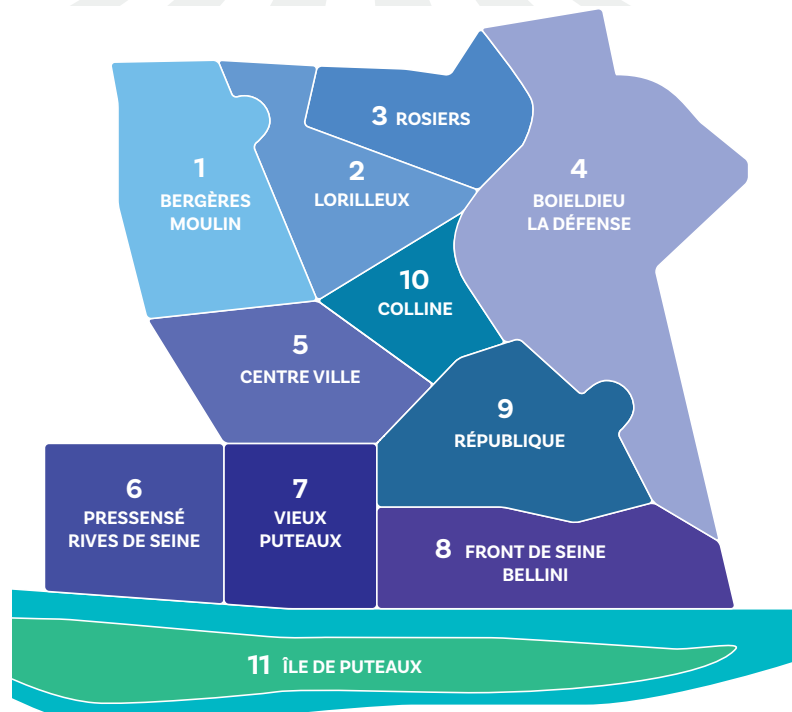 1
BERGÈRES
MOULIN
2
LORILLEUX
3 ROSIERS
4
BOIELDIEU
LA DÉFENSE
10
COLLINE
5
CENTRE VILLE
9
RÉPUBLIQUE
6
PRESSENSÉ
RIVES DE SEINE
7
VIEUX
PUTEAUX
8 FRONT DE SEINE
BELLINI
11 ÎLE DE PUTEAUX